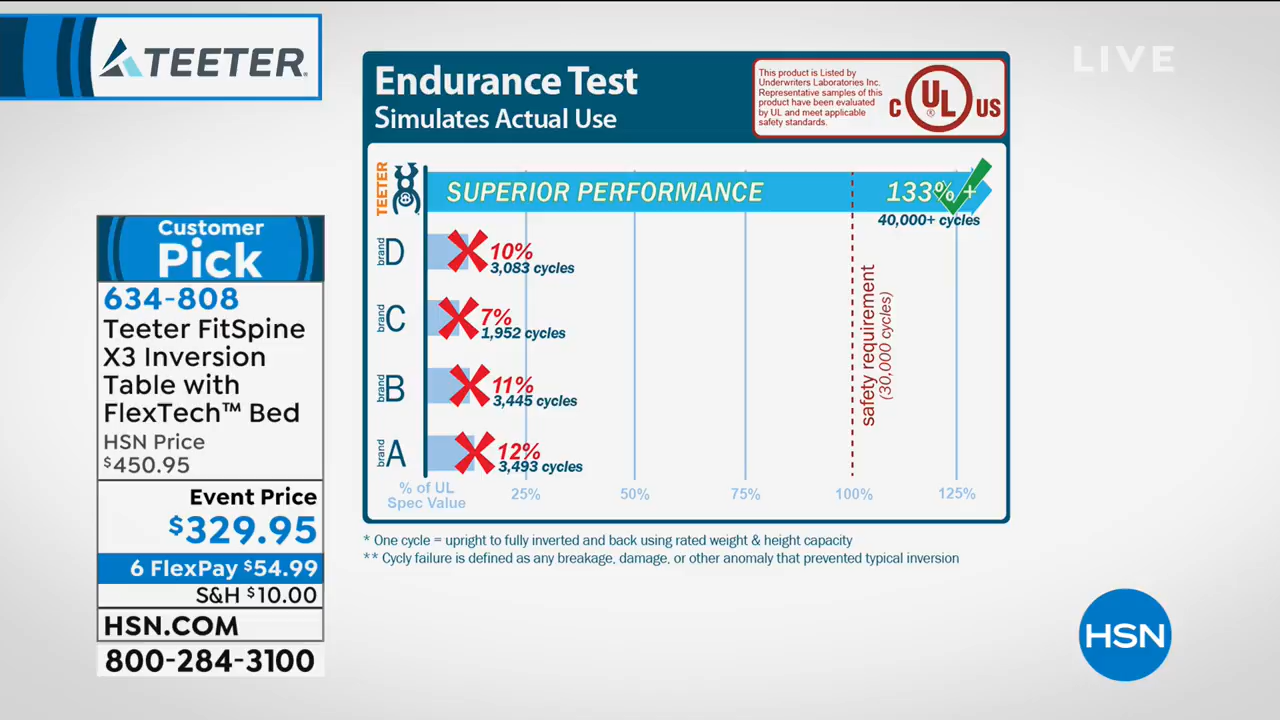 TEETER
LIVE
Endurance Test
Simulates Actual Use
This product is Listed by
Underwriters Laboratories Inc.
Representative samples of this
product have been evaluated
by UL and meet applicable
safety standards.
C UL US
®
TEETER
SUPERIOR PERFORMANCE 133% +
40,000+ cycles
brand D 10%
3,083 cycles
brand C 7%
1,952 cycles
brand B 11%
3,445 cycles
brand A 12%
3,493 cycles
safety requirement
(30,000 cycles)
% of UL
Spec Value
25% 50% 75% 100% 125%
* One cycle = upright to fully inverted and back using rated weight & height capacity
** Cycly failure is defined as any breakage, damage, or other anomaly that prevented typical inversion
Customer
Pick
634-808
Teeter FitSpine
X3 Inversion
Table with
FlexTech™ Bed
HSN Price
$450.95
Event Price
$329.95
6 FlexPay $54.99
S&H $10.00
HSN.COM
800-284-3100
HSN